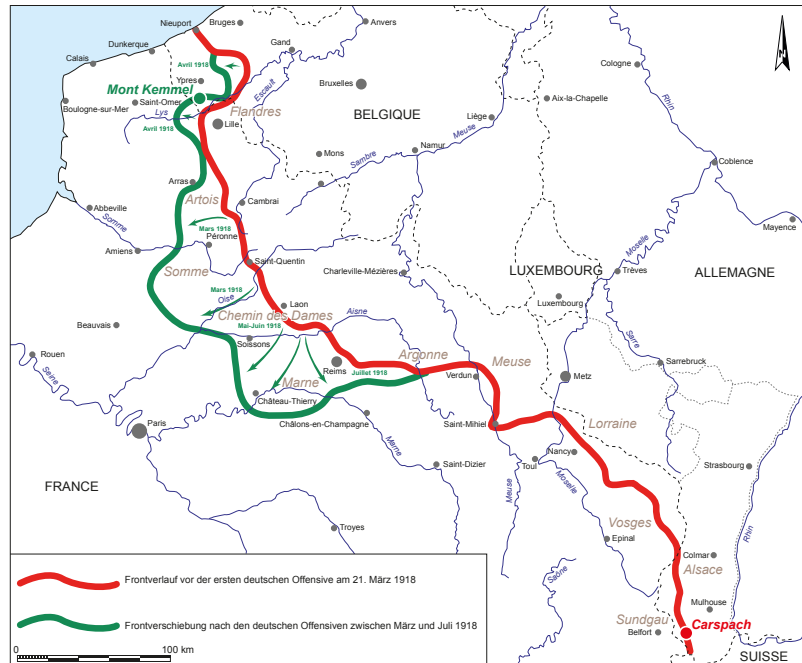 Nieuport
Bruges
Anvers
Dunkerque
Gand
Calais
Avril 1918
Cologne
Ypres
Escault
Bruxelles
Mont Kemmel
Rhin
Aix-la-Chapelle
Boulogne-sur-Mer
Saint-Omer
Flandres
Lys
BELGIQUE
Liège
Lille
Avril 1918
Meuse
Mons
Namur
Sambre
Coblence
Arras
Artois
Cambrai
Abbeville
Somme
Mars 1918
Mayence
Péronne
Moselle
Amiens
Saint-Quentin
Somme
Charleville-Mézières
LUXEMBOURG
Trèves
ALLEMAGNE
Mars 1918
Oise
Laon
Luxembourg
Chemin des Dames
Aisne
Beauvais
Mai-Juin 1918
Sarre
Soissons
Rouen
Argonne
Meuse
Sarrebruck
Reims
Juillet 1918
Seine
Marne
Verdun
Metz
Château-Thierry
Paris
Châlons-en-Champagne
Saint-Mihiel
Lorraine
Marne
Nancy
Saint-Dizier
Toul
Strasbourg
FRANCE
Meuse
Moselle
Vosges
Troyes
Rhin
Epinal
Colmar
Alsace
Saône
Frontverlauf vor der ersten deutschen Offensive am 21. März 1918
Mulhouse
Sundgau
Frontverschiebung nach den deutschen Offensiven zwischen März und Juli 1918
Carspach
Belfort
0
100 km
SUISSE